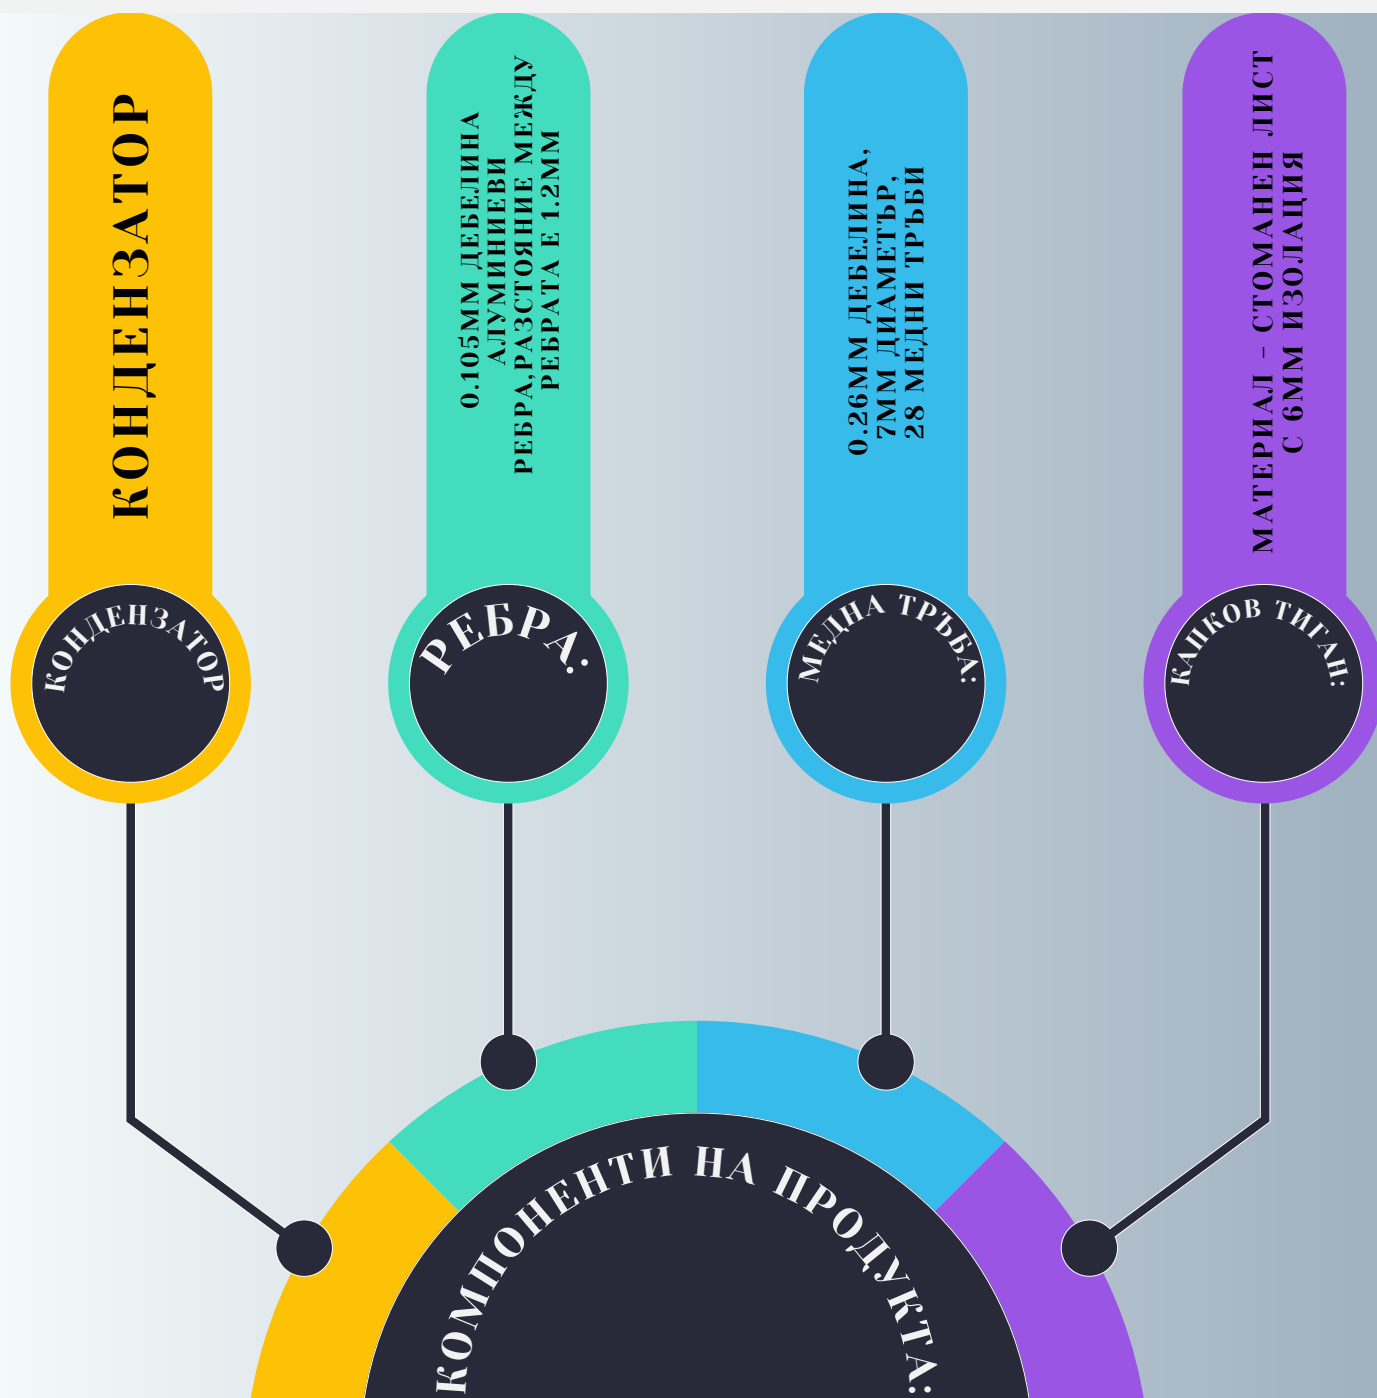 КОНДЕНЗАТОР
КОНДЕНЗАТОР
0.105ММ ДЕБЕЛИНА
АЛУМИНИЕВИ
РЕБРА,РАЗСТОЯНИЕ МЕЖДУ
РЕБРАТА Е 1.2ММ
РЕБРА:
0.26ММ ДЕБЕЛИНА,
7ММ ДИАМЕТЪР,
28 МЕДНИ ТРЪБИ
МЕДНА ТРЪБА:
МАТЕРИАЛ – СТОМАНЕН ЛИСТ
С 6ММ ИЗОЛАЦИЯ
КАПКОВ ТИГАН:
КОМПОНЕНТИ НА ПРОДУКТА: